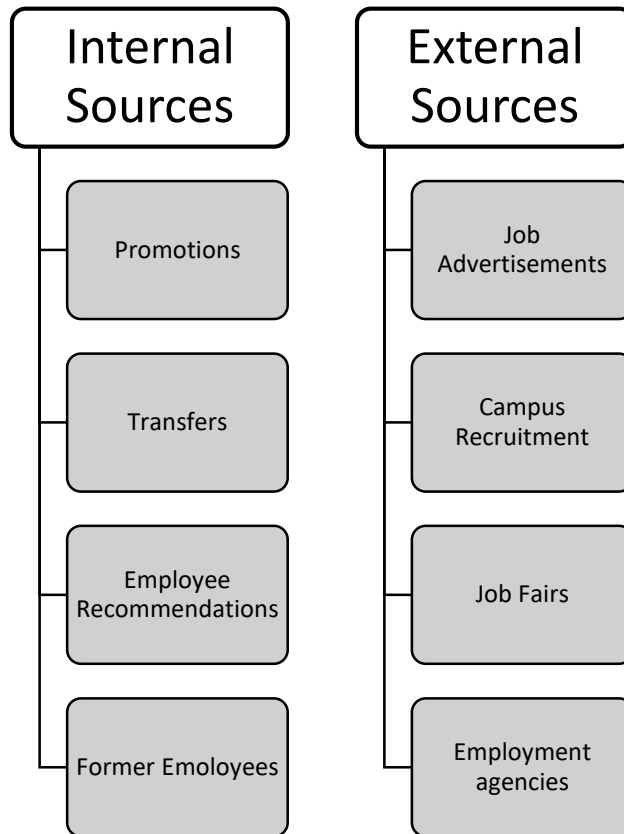 Internal
Sources
Promotions
Transfers
Employee
Recommendations
Former Emoloyees
External
Sources
Job
Advertisements
Campus
Recruitment
Job Fairs
Employment
agencies